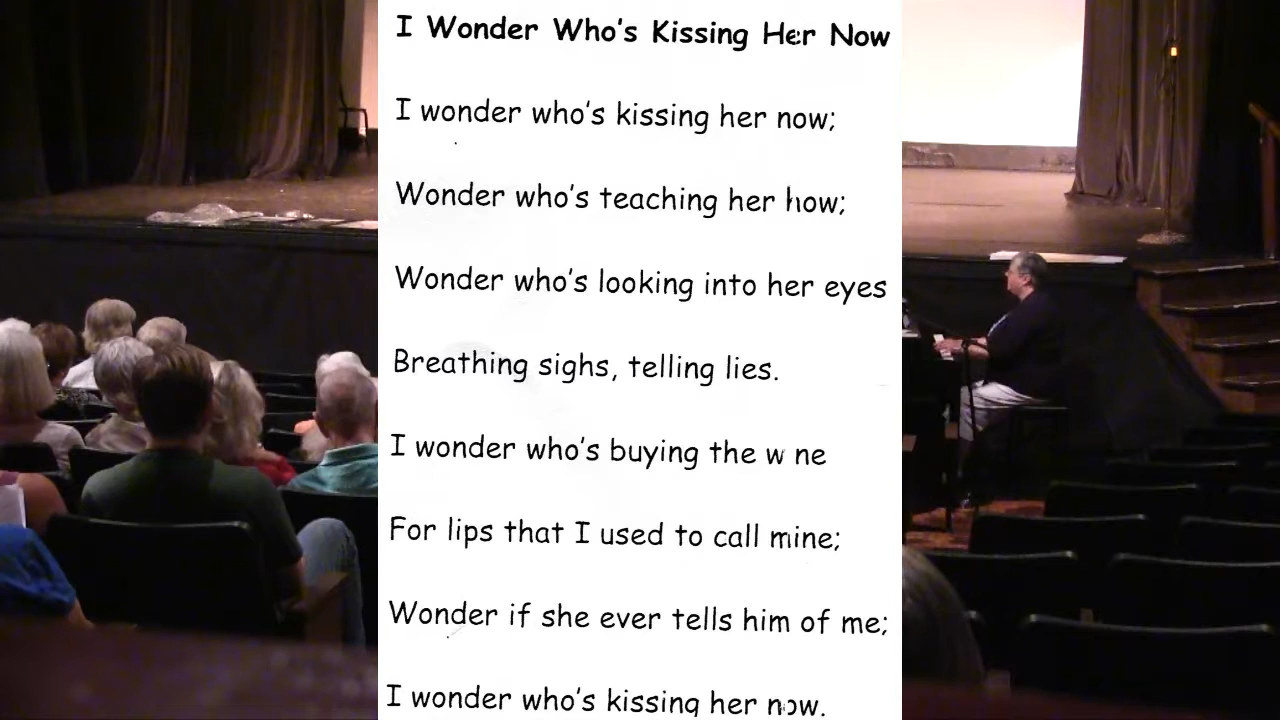 I Wonder Who's Kissing Her Now
I wonder who's kissing her now;
Wonder who's teaching her how;
Wonder who's looking into her eyes
Breathing sighs, telling lies.
I wonder who's buying the w ne
For lips that I used to call mine;
Wonder if she ever tells him of me;
I wonder who's kissing her now.